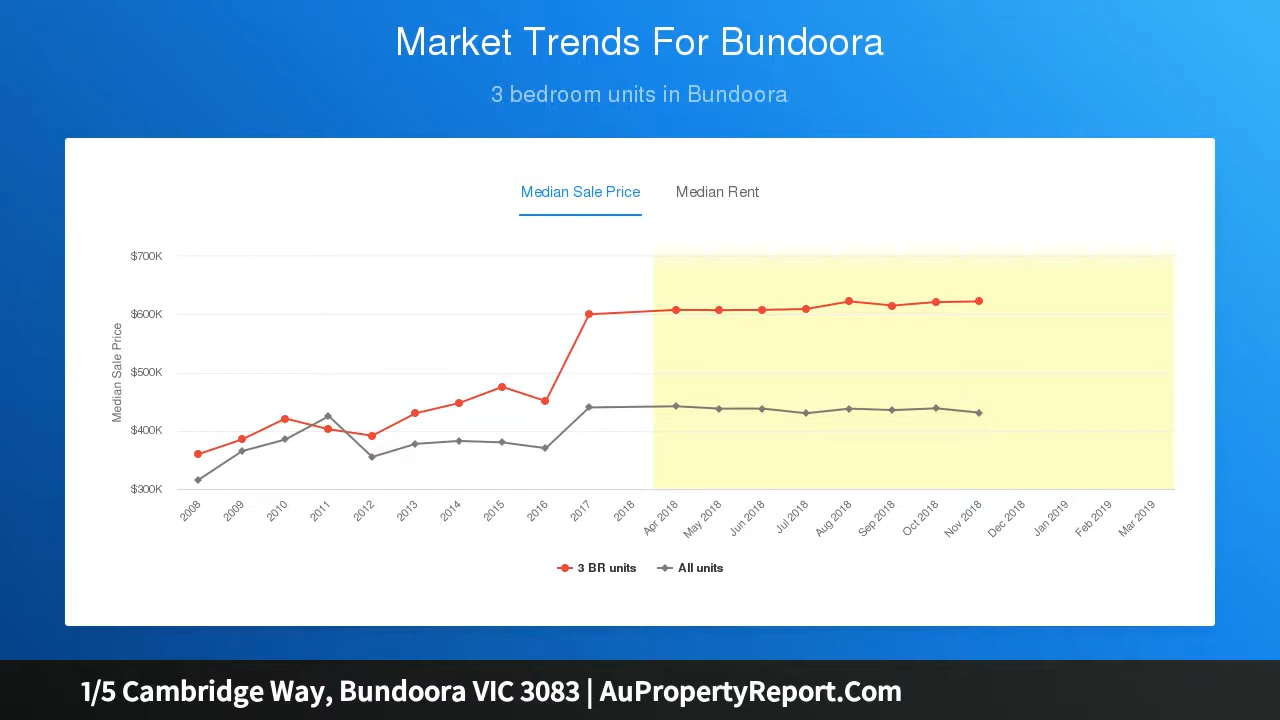 Market Trends For Bundoora
3 bedroom units in Bundoora
Median Sale Price Median Rent
Median Sale Price
$700K
$600K
$500K
$400K
$300K
2008 2009 2010 2011 2012 2013 2014 2015 2016 2017 2018 Apr 2018 May 2018 Jun 2018 Jul 2018 Aug 2018 Sep 2018 Oct 2018 Nov 2018 Dec 2018 Jan 2019 Feb 2019 Mar 2019
3 BR units All units
1/5 Cambridge Way, Bundoora VIC 3083 | AuPropertyReport.Com